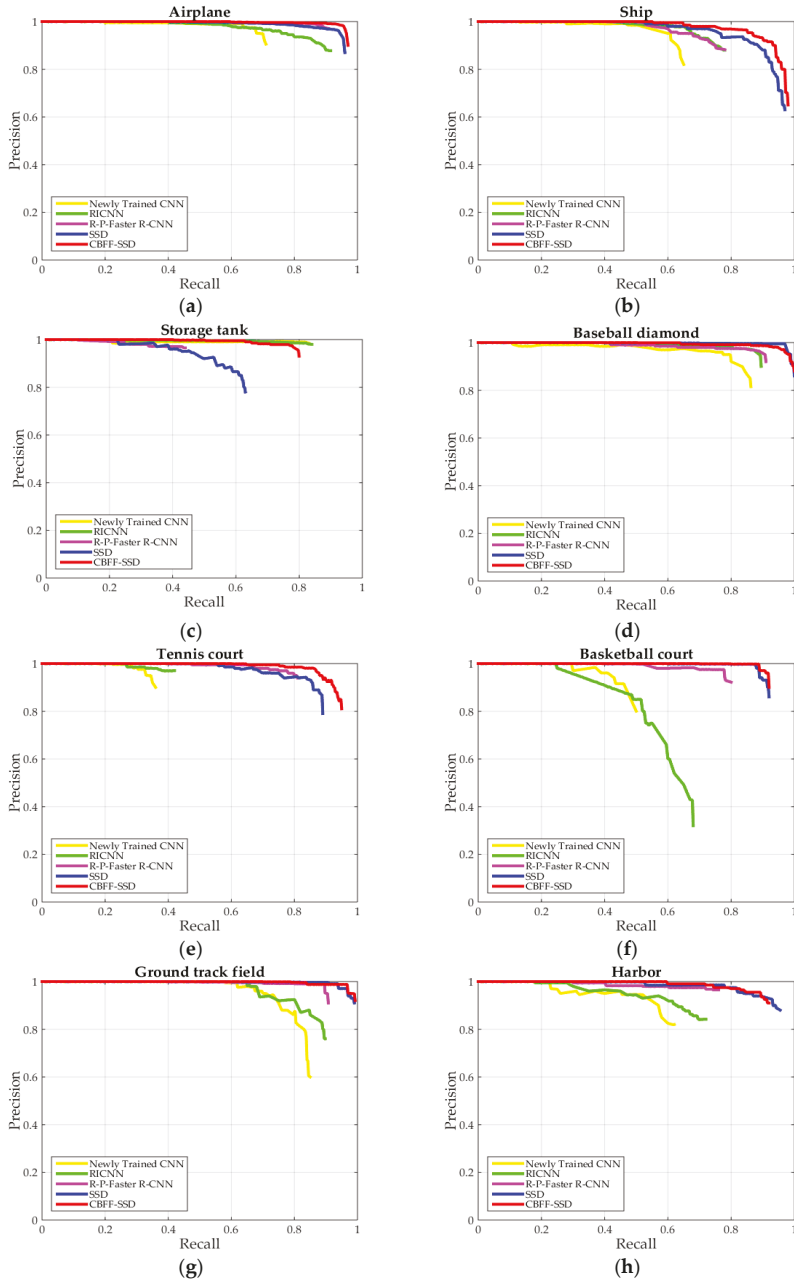 Airplane
Precision
1
0.8
0.6
0.4
0.2
0
Newly Trained CNN
RICNN
R-P-Faster R-CNN
SSD
CBFF-SSD
0 0.2 0.4 0.6 0.8 1
Recall
(a)
Ship
Precision
1
0.8
0.6
0.4
0.2
0
Newly Trained CNN
RICNN
R-P-Faster R-CNN
SSD
CBFF-SSD
0 0.2 0.4 0.6 0.8 1
Recall
(b)
Storage tank
Precision
1
0.8
0.6
0.4
0.2
0
Newly Trained CNN
RICNN
R-P-Faster R-CNN
SSD
CBFF-SSD
0 0.2 0.4 0.6 0.8 1
Recall
(c)
Baseball diamond
Precision
1
0.8
0.6
0.4
0.2
0
Newly Trained CNN
RICNN
R-P-Faster R-CNN
SSD
CBFF-SSD
0 0.2 0.4 0.6 0.8 1
Recall
(d)
Tennis court
Precision
1
0.8
0.6
0.4
0.2
0
Newly Trained CNN
RICNN
R-P-Faster R-CNN
SSD
CBFF-SSD
0 0.2 0.4 0.6 0.8 1
Recall
(e)
Basketball court
Precision
1
0.8
0.6
0.4
0.2
0
Newly Trained CNN
RICNN
R-P-Faster R-CNN
SSD
CBFF-SSD
0 0.2 0.4 0.6 0.8 1
Recall
(f)
Ground track field
Precision
1
0.8
0.6
0.4
0.2
0
Newly Trained CNN
RICNN
R-P-Faster R-CNN
SSD
CBFF-SSD
0 0.2 0.4 0.6 0.8 1
Recall
(g)
Harbor
Precision
1
0.8
0.6
0.4
0.2
0
Newly Trained CNN
RICNN
R-P-Faster R-CNN
SSD
CBFF-SSD
0 0.2 0.4 0.6 0.8 1
Recall
(h)